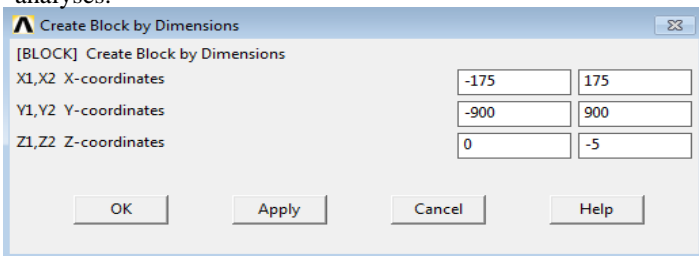 analyses.
Create Block by Dimensions
[BLOCK] Create Block by Dimensions
X1,X2 X-coordinates -175 175
Y1,Y2 Y-coordinates -900 900
Z1,Z2 Z-coordinates 0 -5
OK Apply Cancel Help